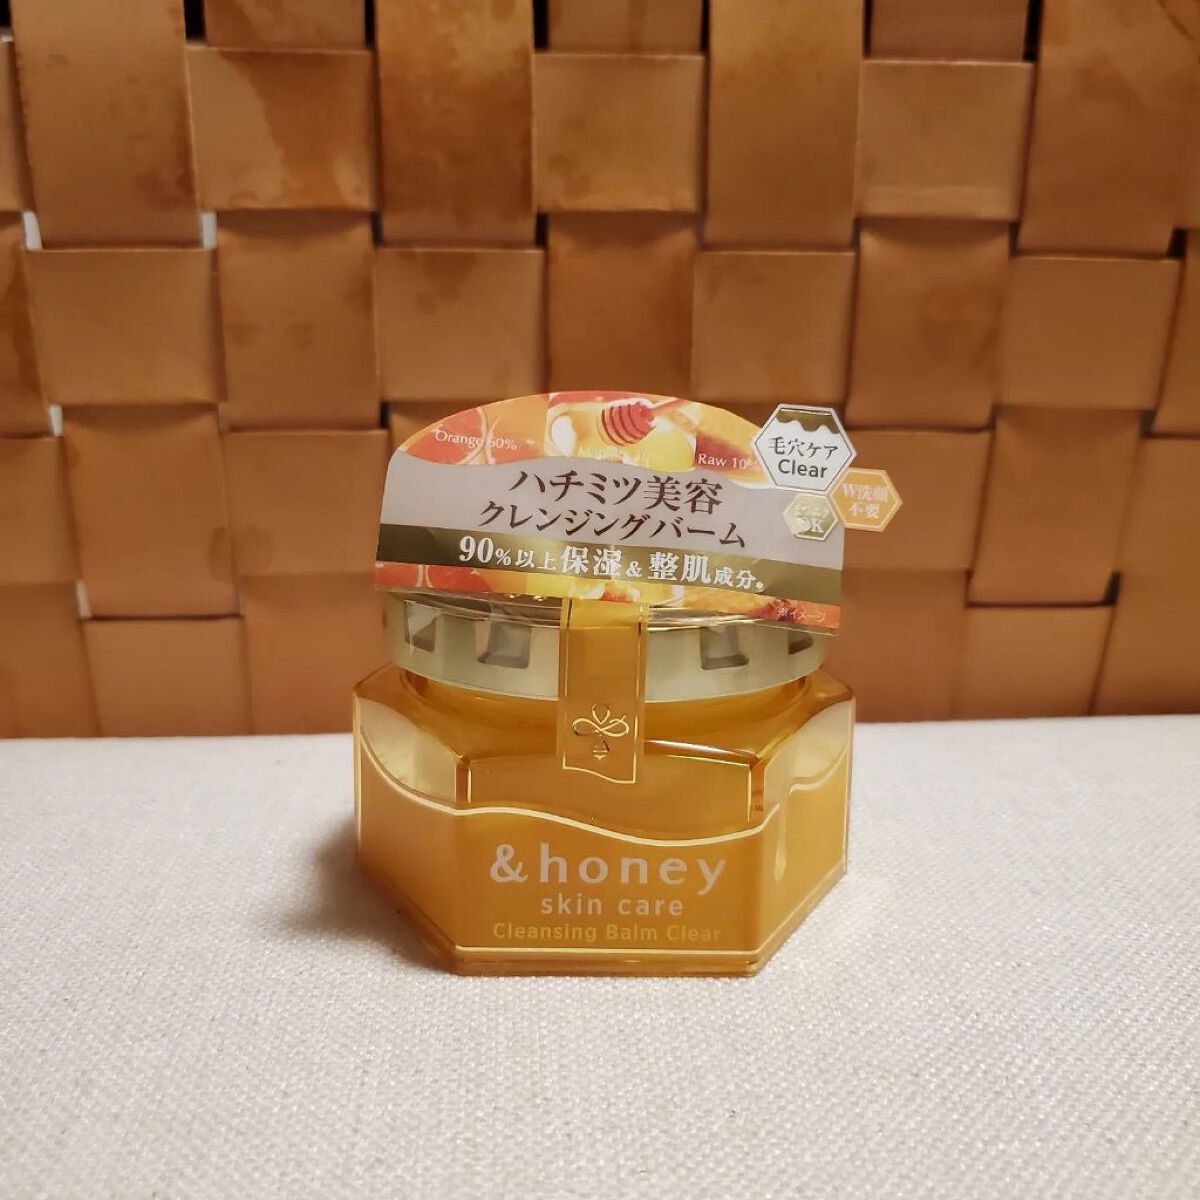 Orange 50%
Raw 10%
毛穴ケア
Clear
ハチミツ美容
クレンジングバーム
W洗顔
不要
OK
90%以上保湿&整肌成分※
※イメージ
&honey
skin care
Cleansing Balm Clear